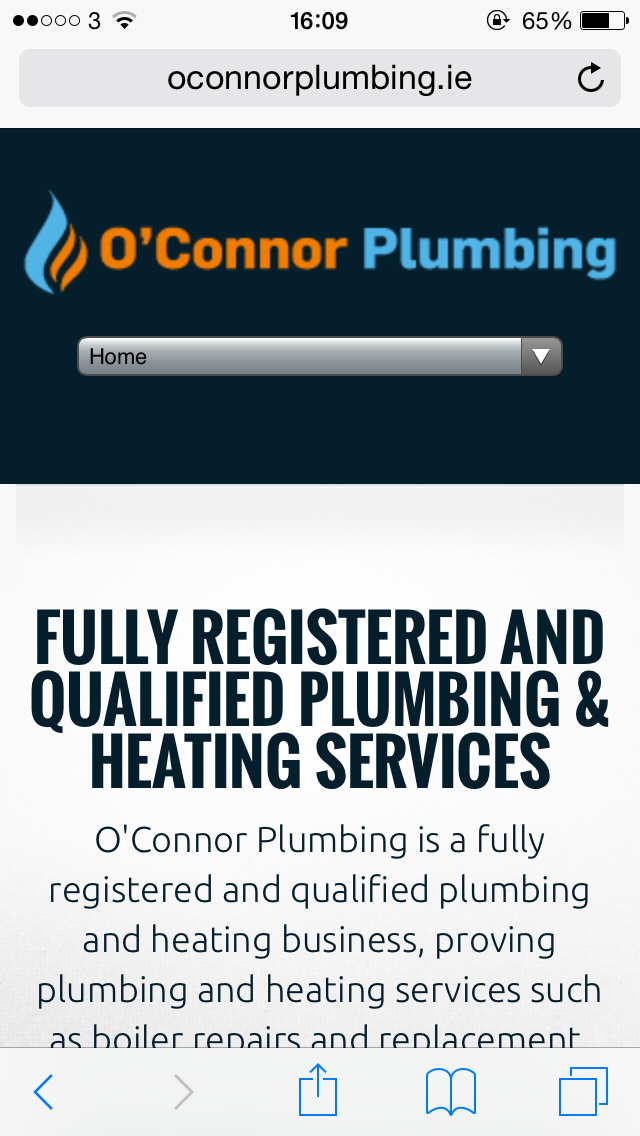 3 16:09 65%
oconnorplumbing.ie
O'Connor Plumbing
Home
FULLY REGISTERED AND
QUALIFIED PLUMBING &
HEATING SERVICES
O'Connor Plumbing is a fully
registered and qualified plumbing
and heating business, proving
plumbing and heating services such
as boiler repairs and replacement,